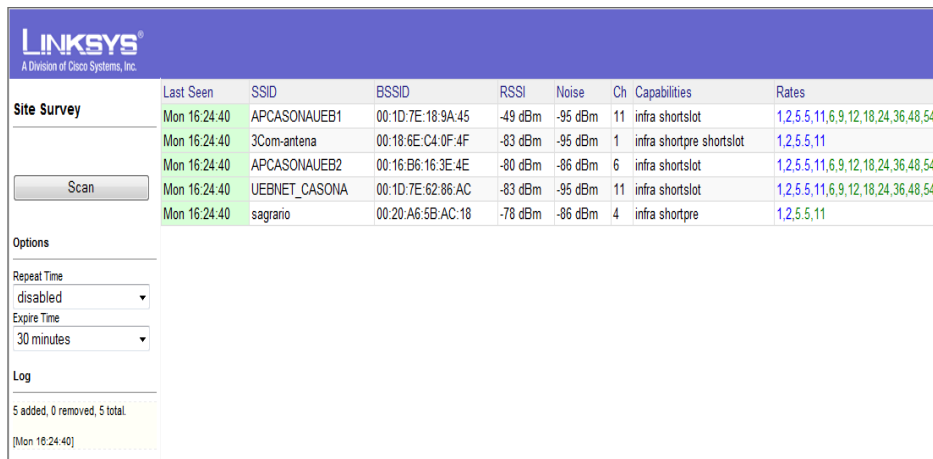 LINKSYS®
A Division of Cisco Systems, Inc.
Site Survey
Scan
Options
Repeat Time
disabled
Expire Time
30 minutes
Log
5 added, 0 removed, 5 total.
[Mon 16:24:40]
Last Seen SSID BSSID RSSI Noise Ch Capabilities Rates
Mon 16:24:40 APCASONAUEB1 00:1D:7E:18:9A:45 -49 dBm -95 dBm 11 infra shortslot 1,2,5.5,11,6,9,12,18,24,36,48,54
Mon 16:24:40 3Com-antena 00:18:6E:C4:0F:4F -83 dBm -95 dBm 1 infra shortpre shortslot 1,2,5.5,11
Mon 16:24:40 APCASONAUEB2 00:16:B6:16:3E:4E -80 dBm -86 dBm 6 infra shortslot 1,2,5.5,11,6,9,12,18,24,36,48,54
Mon 16:24:40 UEBNET_CASONA 00:1D:7E:62:86:AC -83 dBm -95 dBm 11 infra shortslot 1,2,5.5,11,6,9,12,18,24,36,48,54
Mon 16:24:40 sagrario 00:20:A6:5B:AC:18 -78 dBm -86 dBm 4 infra shortpre 1,2,5.5,11